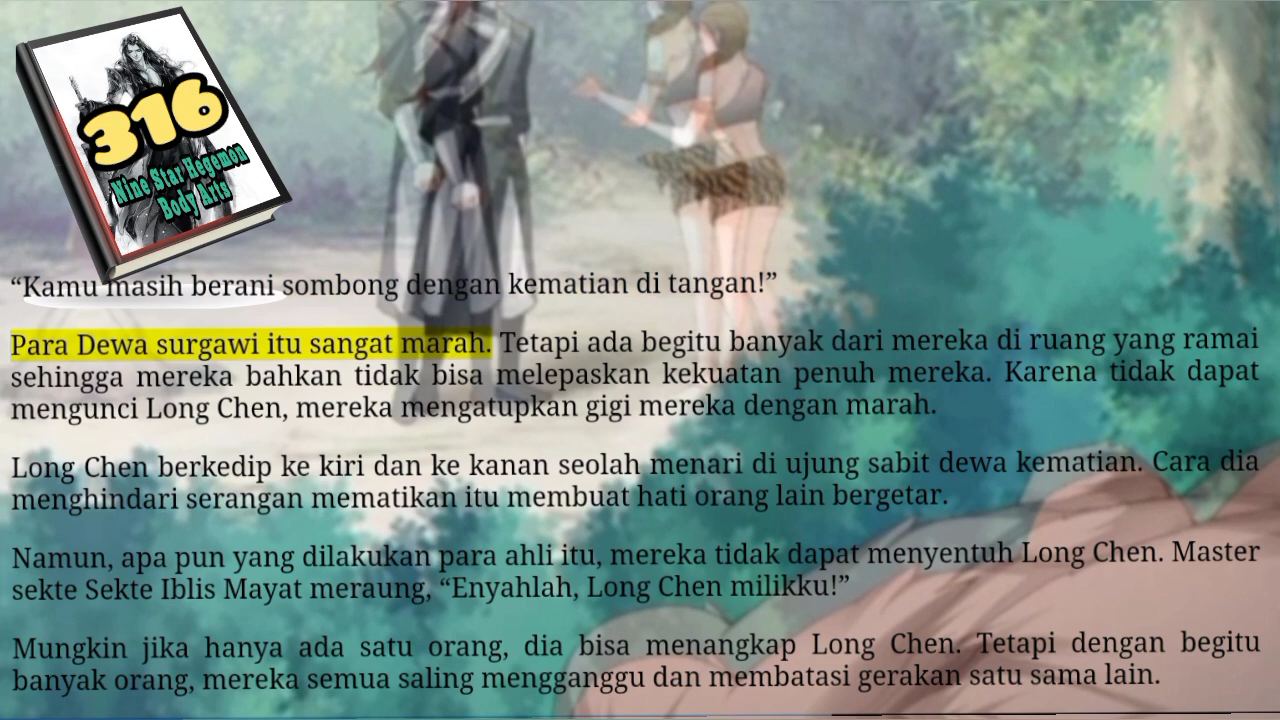 316
Nine Star Hegemon
Body Arts
“Kamu masih berani sombong dengan kematian di tangan!”
Para Dewa surgawi itu sangat marah. Tetapi ada begitu banyak dari mereka di ruang yang ramai
sehingga mereka bahkan tidak bisa melepaskan kekuatan penuh mereka. Karena tidak dapat
mengunci Long Chen, mereka mengatupkan gigi mereka dengan marah.
Long Chen berkedip ke kiri dan ke kanan seolah menari di ujung sabit dewa kematian. Cara dia
menghindari serangan mematikan itu membuat hati orang lain bergetar.
Namun, apa pun yang dilakukan para ahli itu, mereka tidak dapat menyentuh Long Chen. Master
sekte Sekte Iblis Mayat meraung, “Enyahlah, Long Chen milikku!”
Mungkin jika hanya ada satu orang, dia bisa menangkap Long Chen. Tetapi dengan begitu
banyak orang, mereka semua saling mengganggu dan membatasi gerakan satu sama lain.